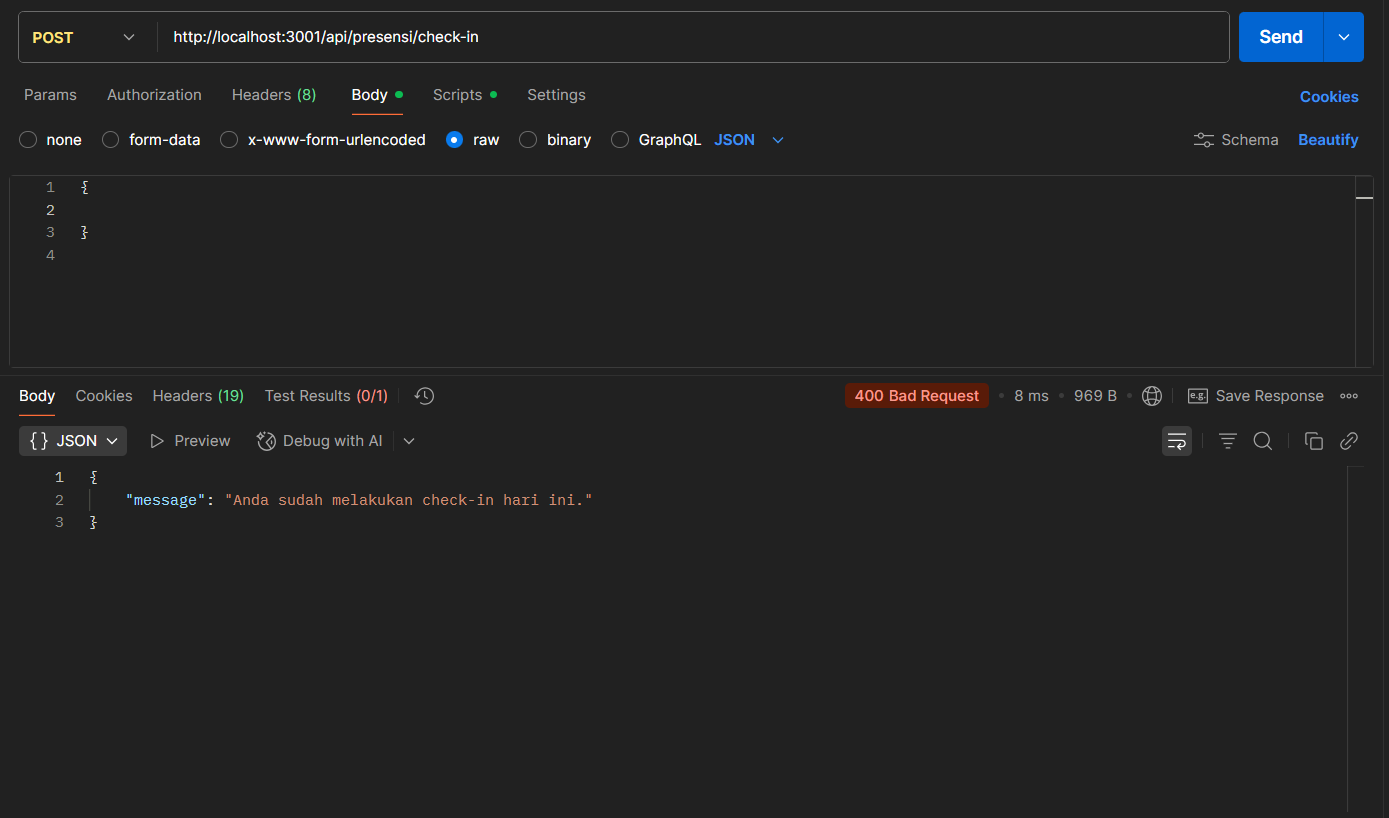 POST http://localhost:3001/api/presensi/check-in Send
Params Authorization Headers (8) Body Scripts Settings Cookies
none form-data x-www-form-urlencoded raw binary GraphQL JSON Schema Beautify
1 {
2
3 }
4
Body Cookies Headers (19) Test Results (0/1) 400 Bad Request • 8 ms • 969 B • e.g. Save Response
{} JSON Preview Debug with AI
1 {
2 "message": "Anda sudah melakukan check-in hari ini."
3 }